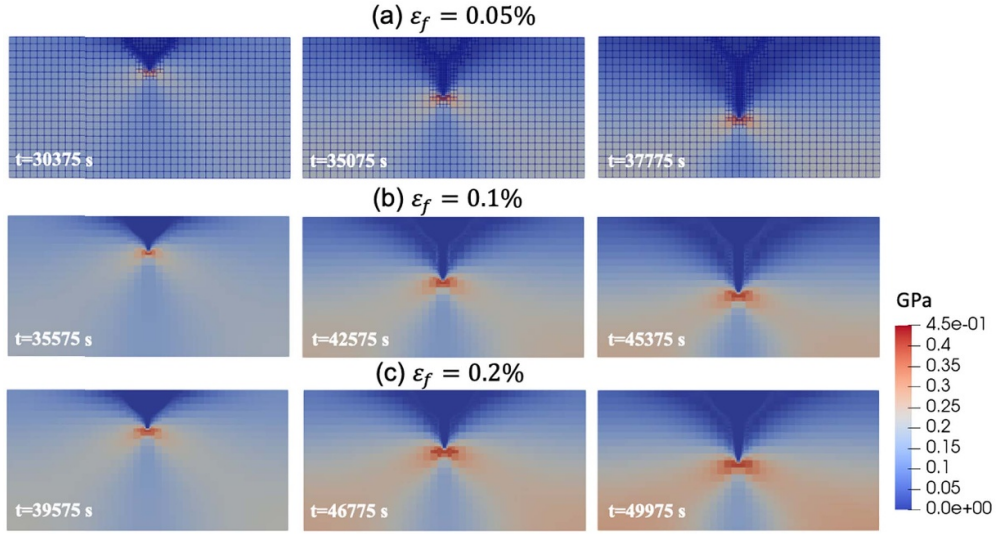 (a) ε_f = 0.05%
t=30375 s
t=35075 s
t=37775 s
(b) ε_f = 0.1%
t=35575 s
t=42575 s
t=45375 s
(c) ε_f = 0.2%
t=39575 s
t=46775 s
t=49975 s
GPa
4.5e-01
0.4
0.35
0.3
0.25
0.2
0.15
0.1
0.05
0.0e+00